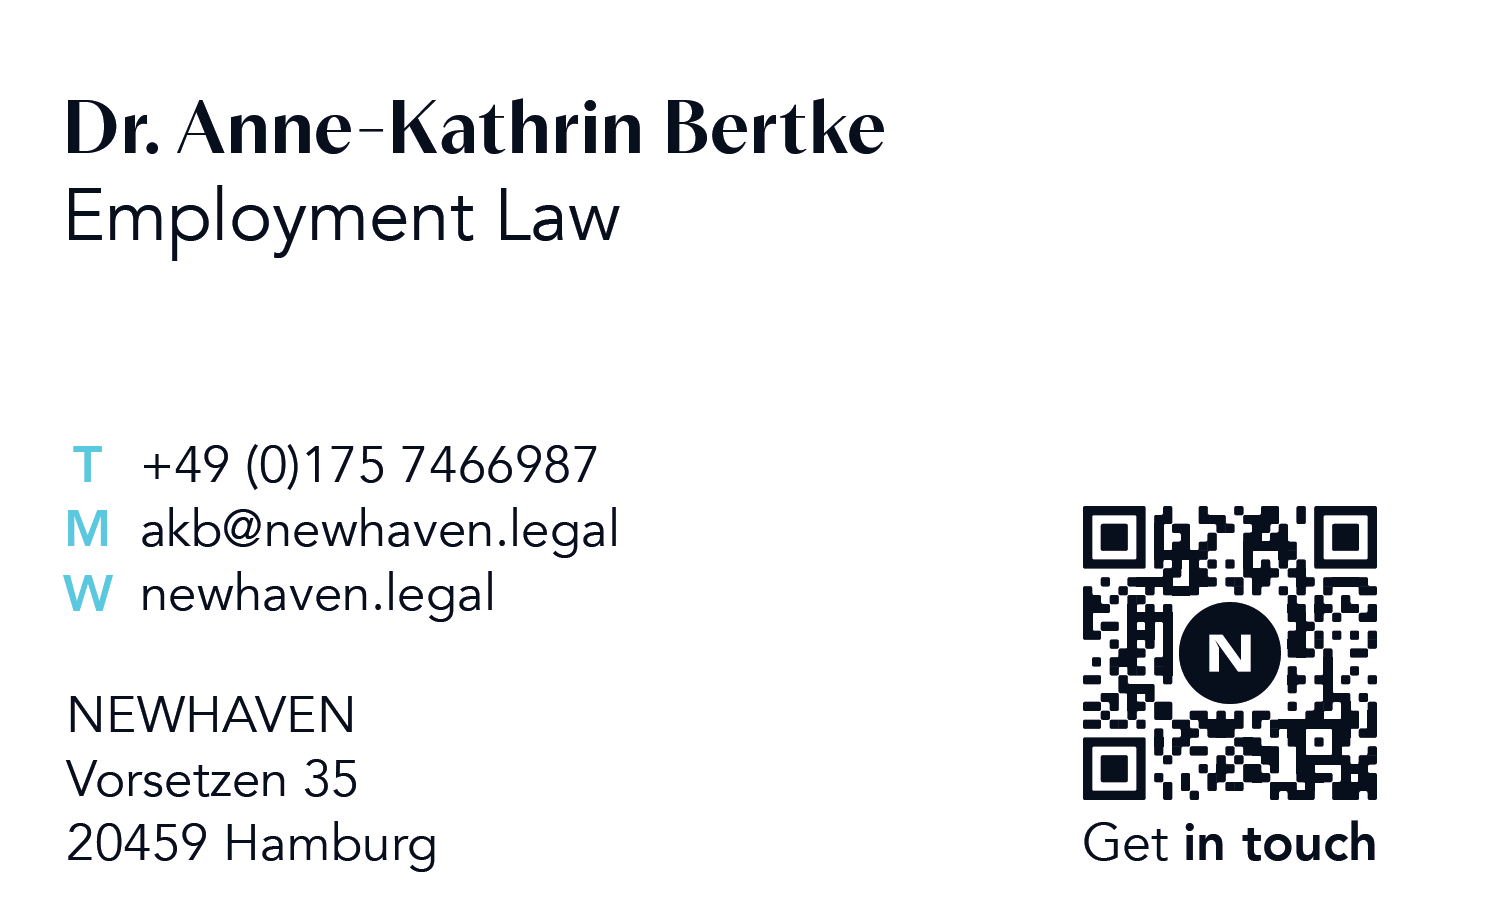 Dr. Anne-Kathrin Bertke
Employment Law
T +49 (0)175 7466987
M akb@newhaven.legal
W newhaven.legal
NEWHAVEN
Vorsetzen 35
20459 Hamburg
N
Get in touch